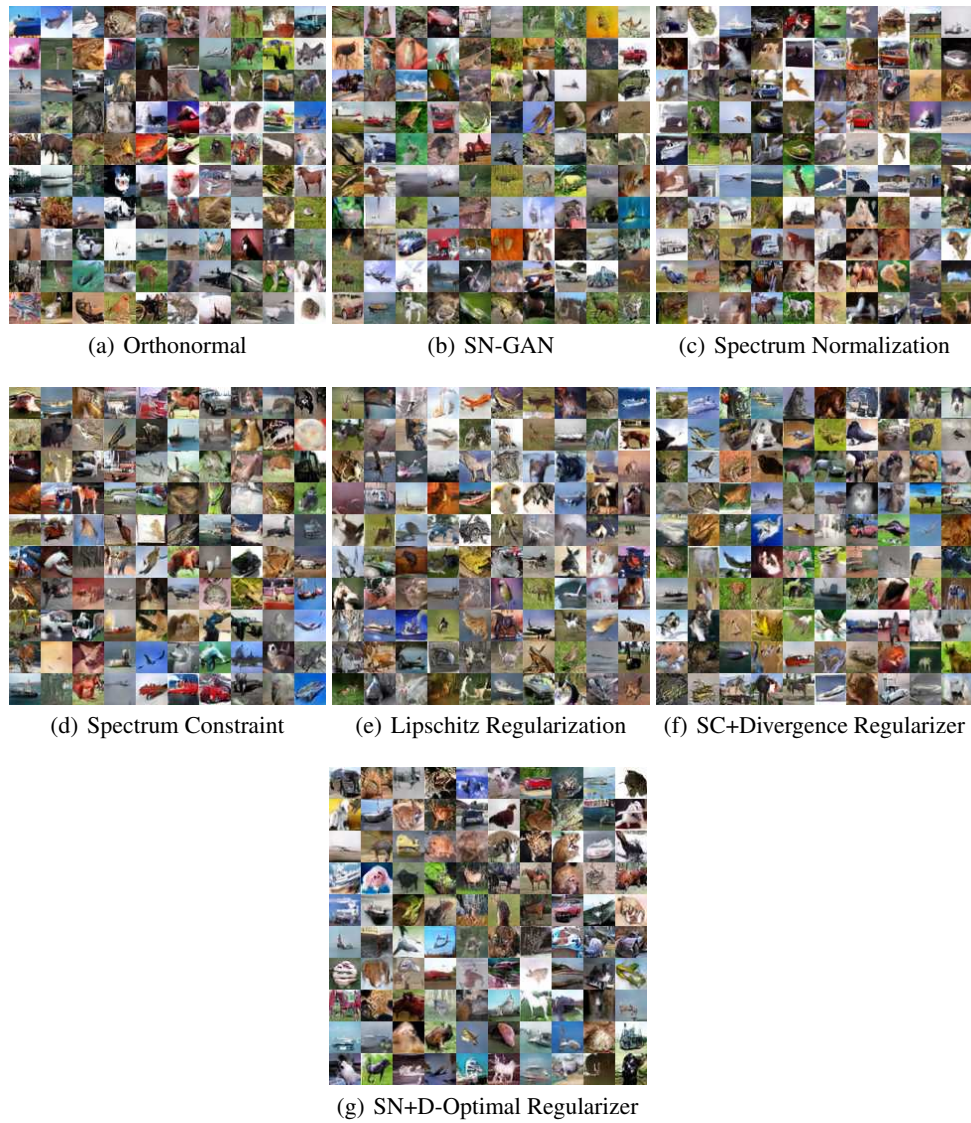 (a) Orthonormal
(b) SN-GAN
(c) Spectrum Normalization
(d) Spectrum Constraint
(e) Lipschitz Regularization
(f) SC+Divergence Regularizer
(g) SN+D-Optimal Regularizer